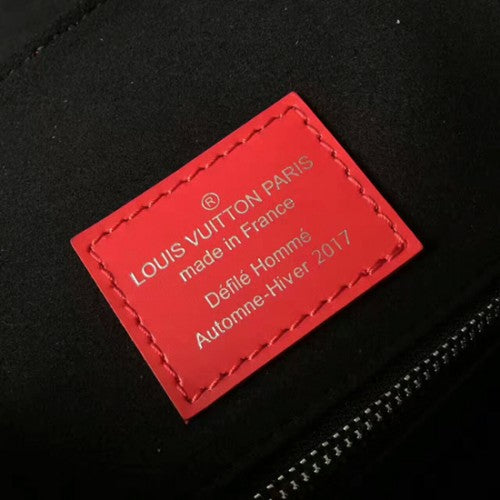 ®
LOUIS VUITTON PARIS
made in France
Défilé Hommé
Automne-Hiver 2017